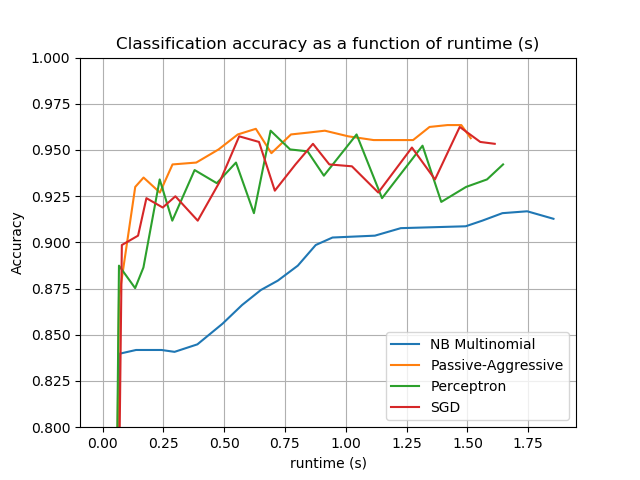 Classification accuracy as a function of runtime (s)
1.000
0.975
0.950
0.925
0.900
0.875
0.850
0.825
0.800
Accuracy
NB Multinomial
Passive-Aggressive
Perceptron
SGD
0.00 0.25 0.50 0.75 1.00 1.25 1.50 1.75
runtime (s)